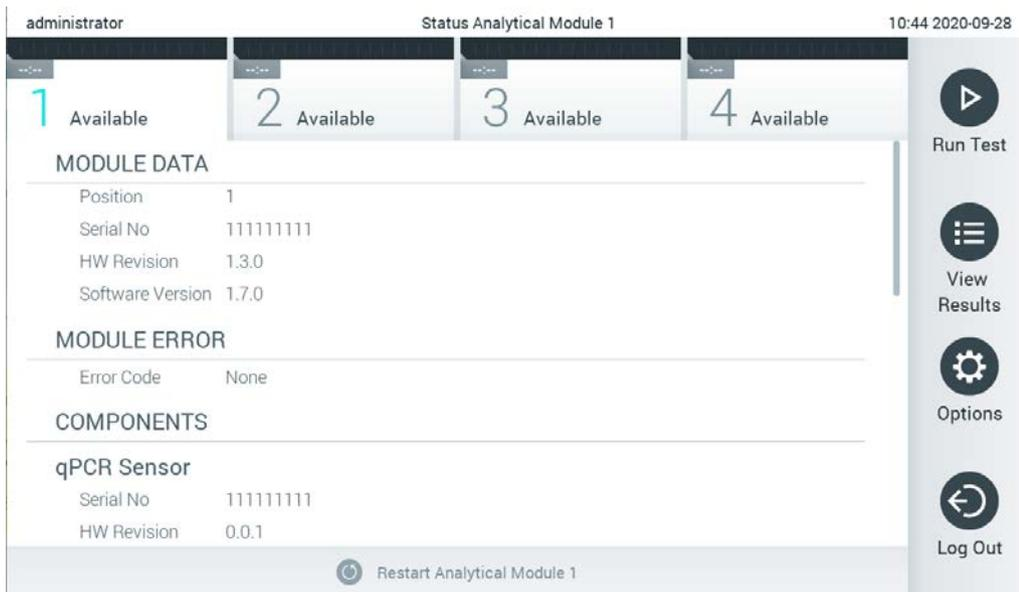 administrator Status Analytical Module 1 10:44 2020-09-28
--:-- --:-- --:-- --:--
1 Available 2 Available 3 Available 4 Available
Run Test
MODULE DATA
Position 1
Serial No 111111111
HW Revision 1.3.0
Software Version 1.7.0
View
Results
MODULE ERROR
Error Code None
Options
COMPONENTS
qPCR Sensor
Serial No 111111111
HW Revision 0.0.1
Log Out
Restart Analytical Module 1